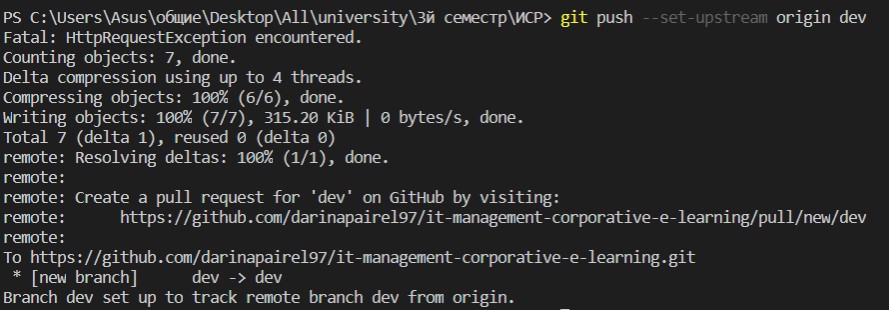 PS C:\Users\Asus\общие\Desktop\All\university\3й семестр\ИСР> git push --set-upstream origin dev
Fatal: HttpRequestException encountered.
Counting objects: 7, done.
Delta compression using up to 4 threads.
Compressing objects: 100% (6/6), done.
Writing objects: 100% (7/7), 315.20 KiB | 0 bytes/s, done.
Total 7 (delta 1), reused 0 (delta 0)
remote: Resolving deltas: 100% (1/1), done.
remote:
remote: Create a pull request for 'dev' on GitHub by visiting:
remote:      https://github.com/darinapairel97/it-management-corporative-e-learning/pull/new/dev
remote:
To https://github.com/darinapairel97/it-management-corporative-e-learning.git
 * [new branch]      dev -> dev
Branch dev set up to track remote branch dev from origin.